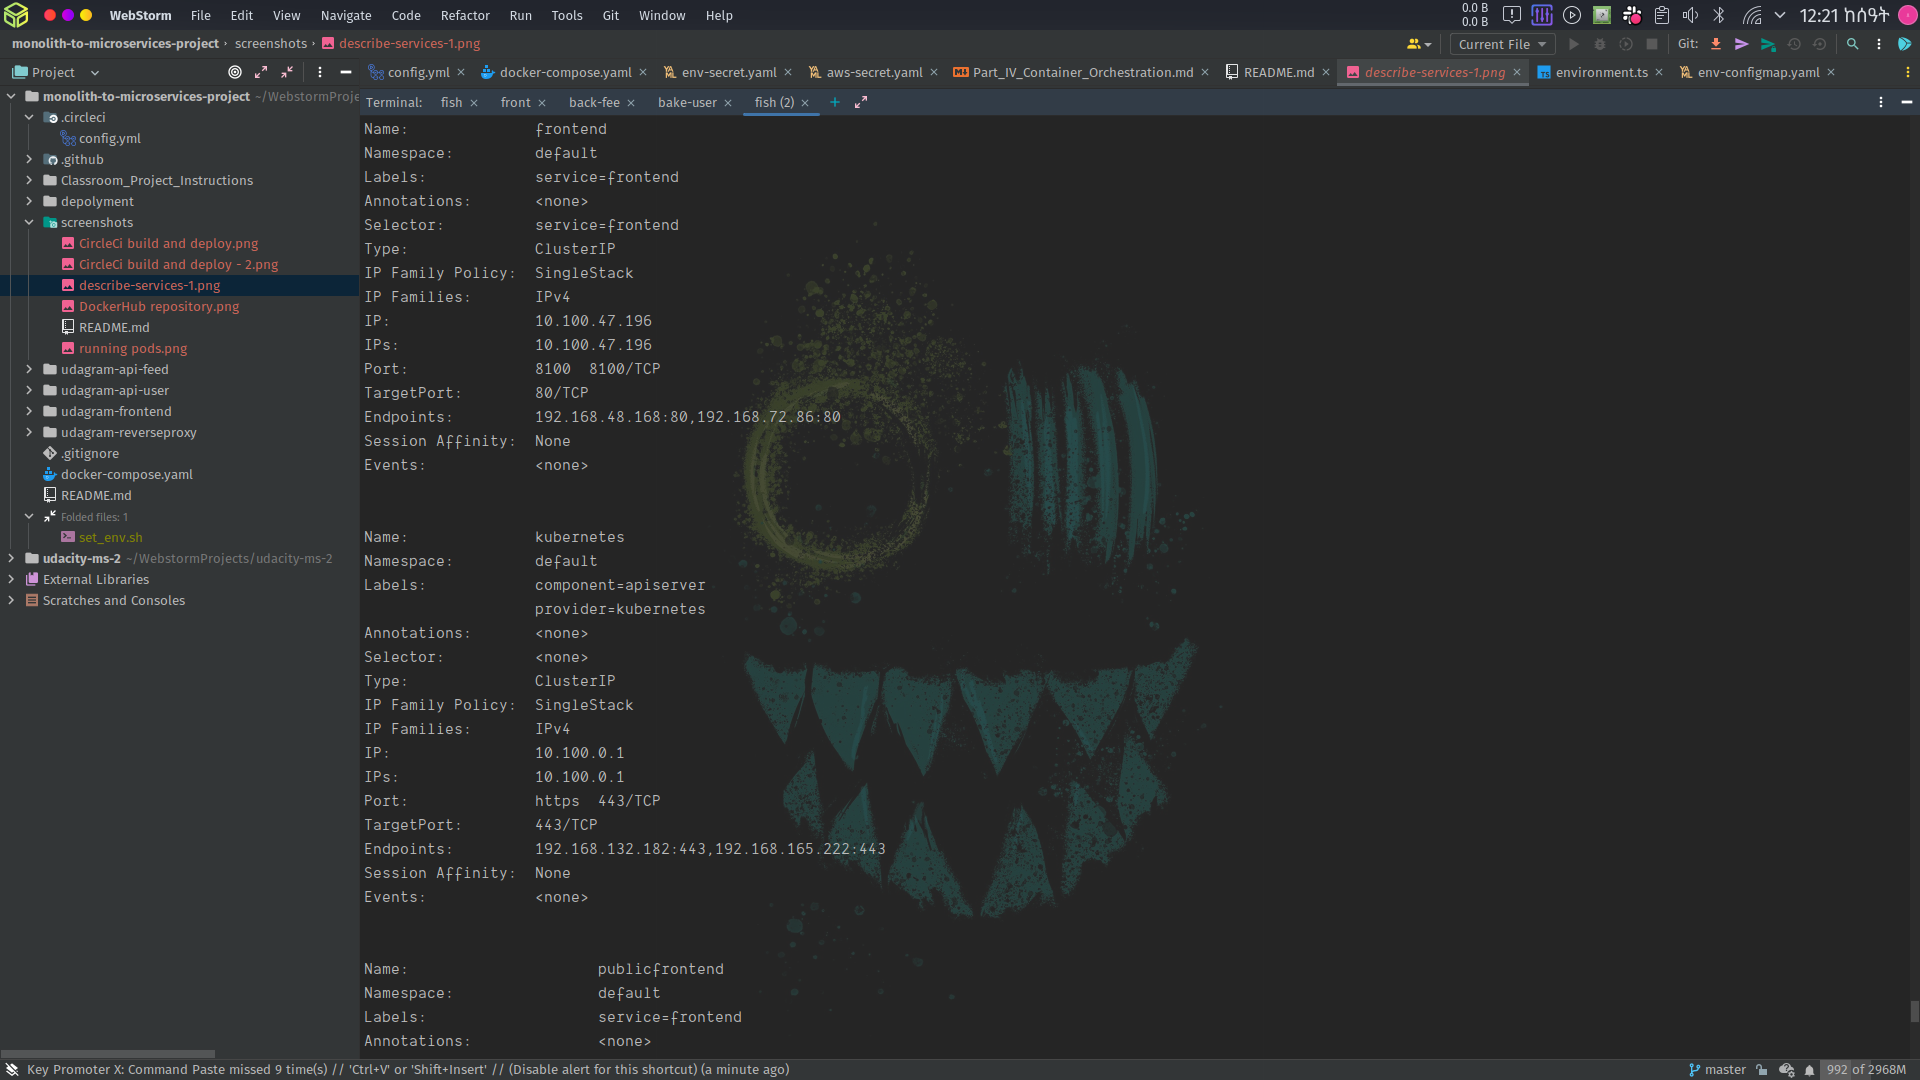 WebStorm File Edit View Navigate Code Refactor Run Tools Git Window Help
0.0 B
0.0 B
12:21 ከሰዓት
monolith-to-microservices-project › screenshots › describe-services-1.png
Current File
Git:
Project
config.yml
docker-compose.yaml
env-secret.yaml
aws-secret.yaml
Part_IV_Container_Orchestration.md
README.md
describe-services-1.png
environment.ts
env-configmap.yaml
monolith-to-microservices-project ~/WebstormProje
.circleci
config.yml
.github
Classroom_Project_Instructions
depolyment
screenshots
CircleCi build and deploy.png
CircleCi build and deploy - 2.png
describe-services-1.png
DockerHub repository.png
README.md
running pods.png
udagram-api-feed
udagram-api-user
udagram-frontend
udagram-reverseproxy
.gitignore
docker-compose.yaml
README.md
Folded files: 1
set_env.sh
udacity-ms-2 ~/WebstormProjects/udacity-ms-2
External Libraries
Scratches and Consoles
Terminal: fish front back-fee bake-user fish (2)
Name: frontend
Namespace: default
Labels: service=frontend
Annotations: <none>
Selector: service=frontend
Type: ClusterIP
IP Family Policy: SingleStack
IP Families: IPv4
IP: 10.100.47.196
IPs: 10.100.47.196
Port: 8100 8100/TCP
TargetPort: 80/TCP
Endpoints: 192.168.48.168:80,192.168.72.86:80
Session Affinity: None
Events: <none>
Name: kubernetes
Namespace: default
Labels: component=apiserver
provider=kubernetes
Annotations: <none>
Selector: <none>
Type: ClusterIP
IP Family Policy: SingleStack
IP Families: IPv4
IP: 10.100.0.1
IPs: 10.100.0.1
Port: https 443/TCP
TargetPort: 443/TCP
Endpoints: 192.168.132.182:443,192.168.165.222:443
Session Affinity: None
Events: <none>
Name: publicfrontend
Namespace: default
Labels: service=frontend
Annotations: <none>
Key Promoter X: Command Paste missed 9 time(s) // 'Ctrl+V' or 'Shift+Insert' // (Disable alert for this shortcut) (a minute ago)
master
992 of 2968M